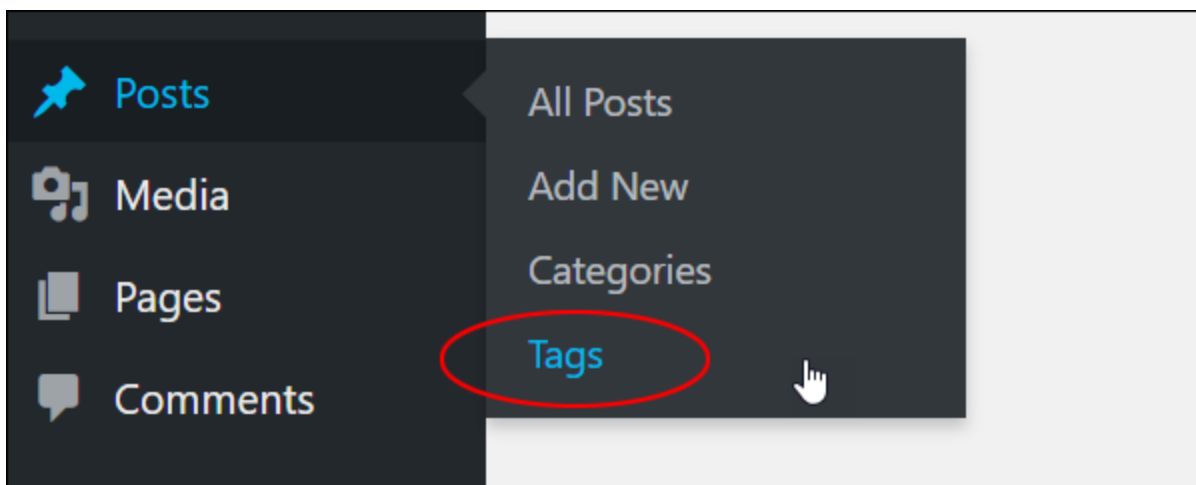 Posts
Media
Pages
Comments
All Posts
Add New
Categories
Tags